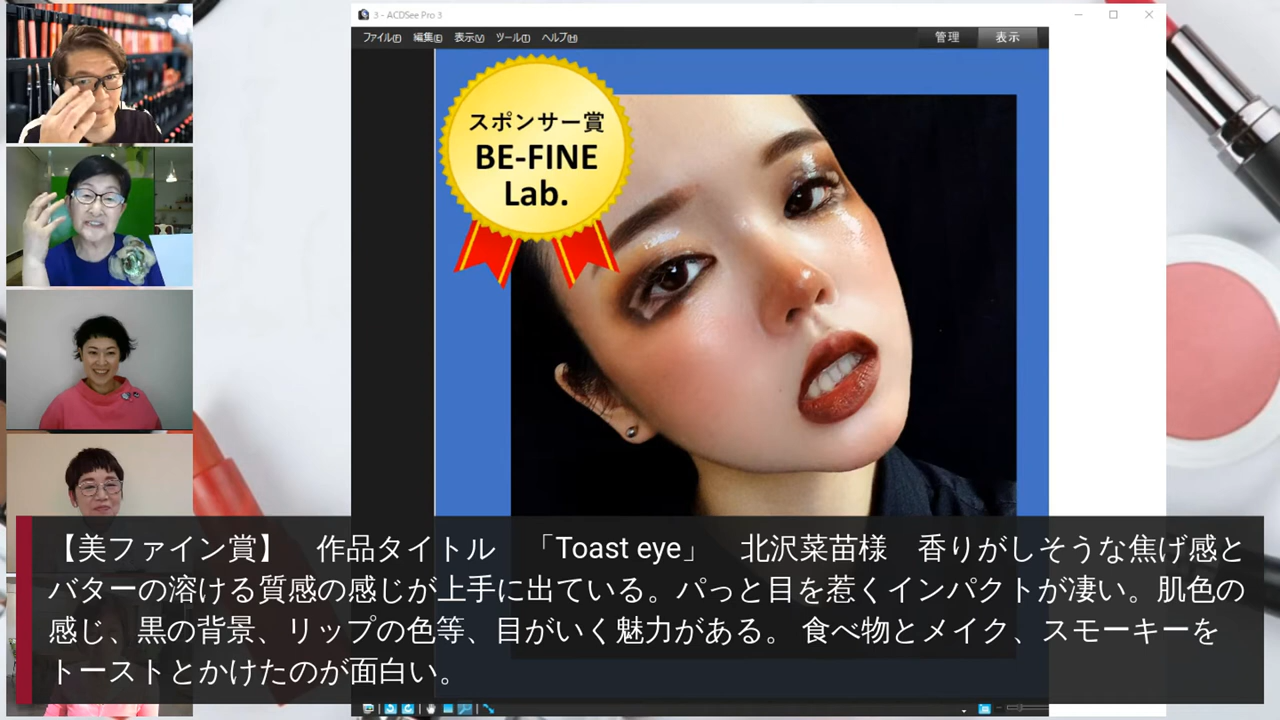 3 - ACDSee Pro 3
ファイル(F) 編集(E) 表示(V) ツール(T) ヘルプ(H)
管理 表示
スポンサー賞
BE-FINE
Lab.
【美ファイン賞】　作品タイトル　「Toast eye」　北沢菜苗様　香りがしそうな焦げ感と
バターの溶ける質感の感じが上手に出ている。パっと目を惹くインパクトが凄い。肌色の
感じ、黒の背景、リップの色等、目がいく魅力がある。 食べ物とメイク、スモーキーを
トーストとかけたのが面白い。